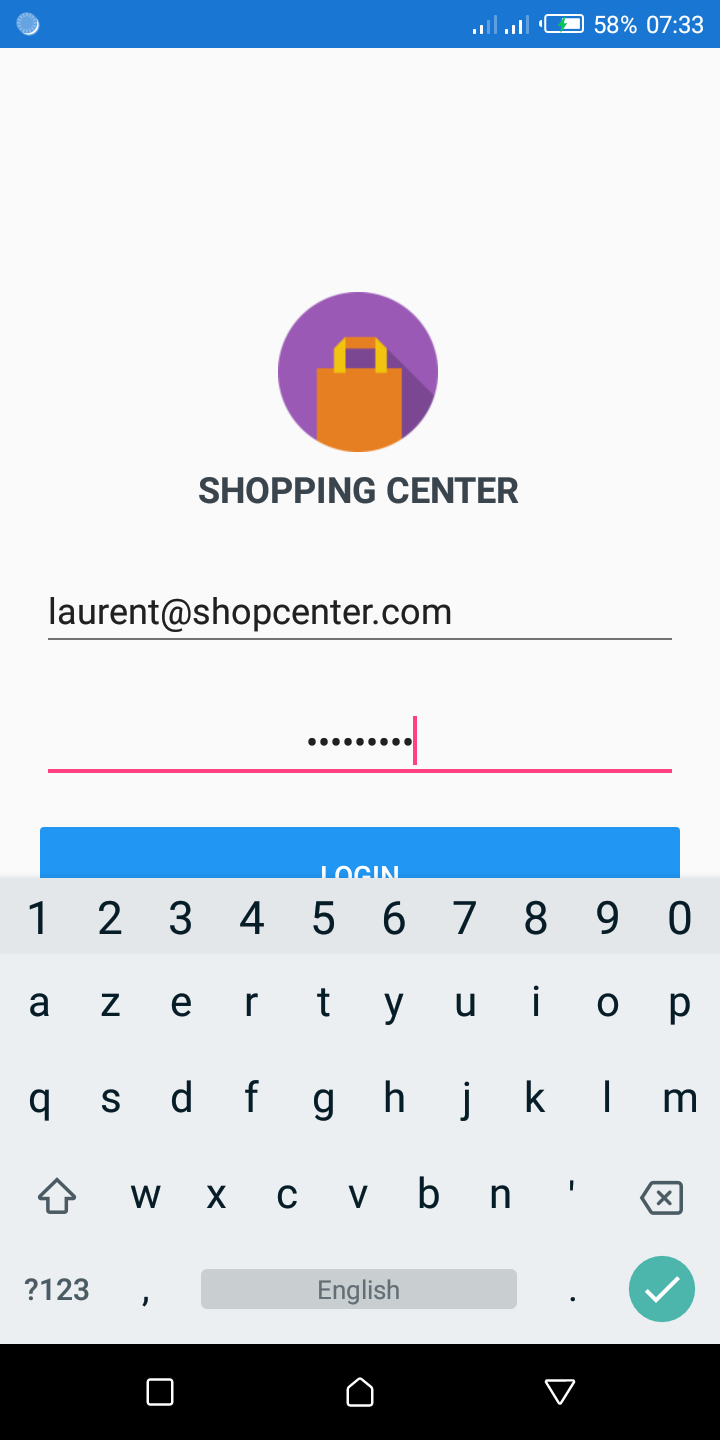 58% 07:33
SHOPPING CENTER
laurent@shopcenter.com
•••••••••
LOGIN
1 2 3 4 5 6 7 8 9 0
a z e r t y u i o p
q s d f g h j k l m
w x c v b n '
?123 , English .